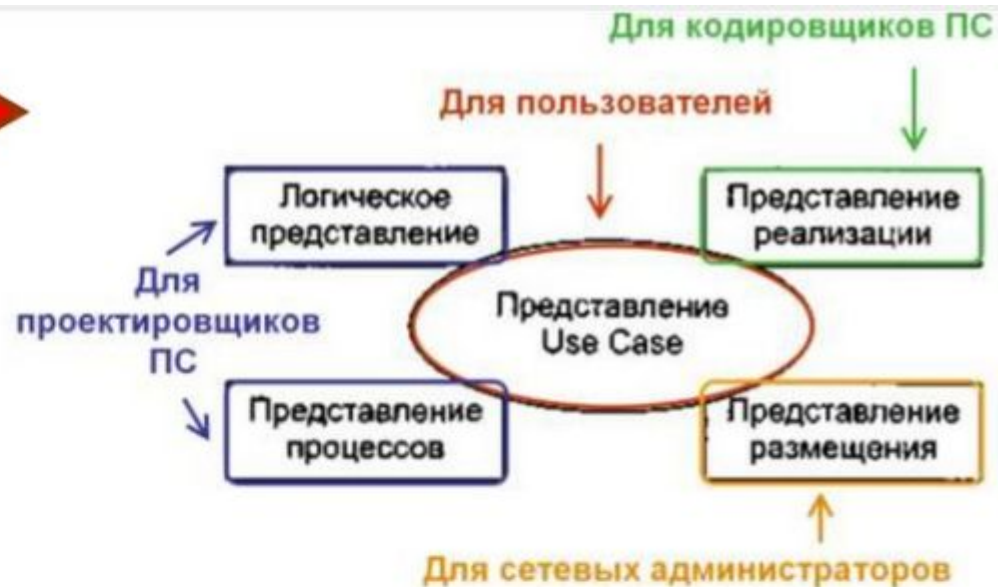 Для кодировщиков ПС
Для пользователей
Логическое
представление
Представление
реализации
Для
проектировщиков
ПС
Представление
Use Case
Представление
процессов
Представление
размещения
Для сетевых администраторов